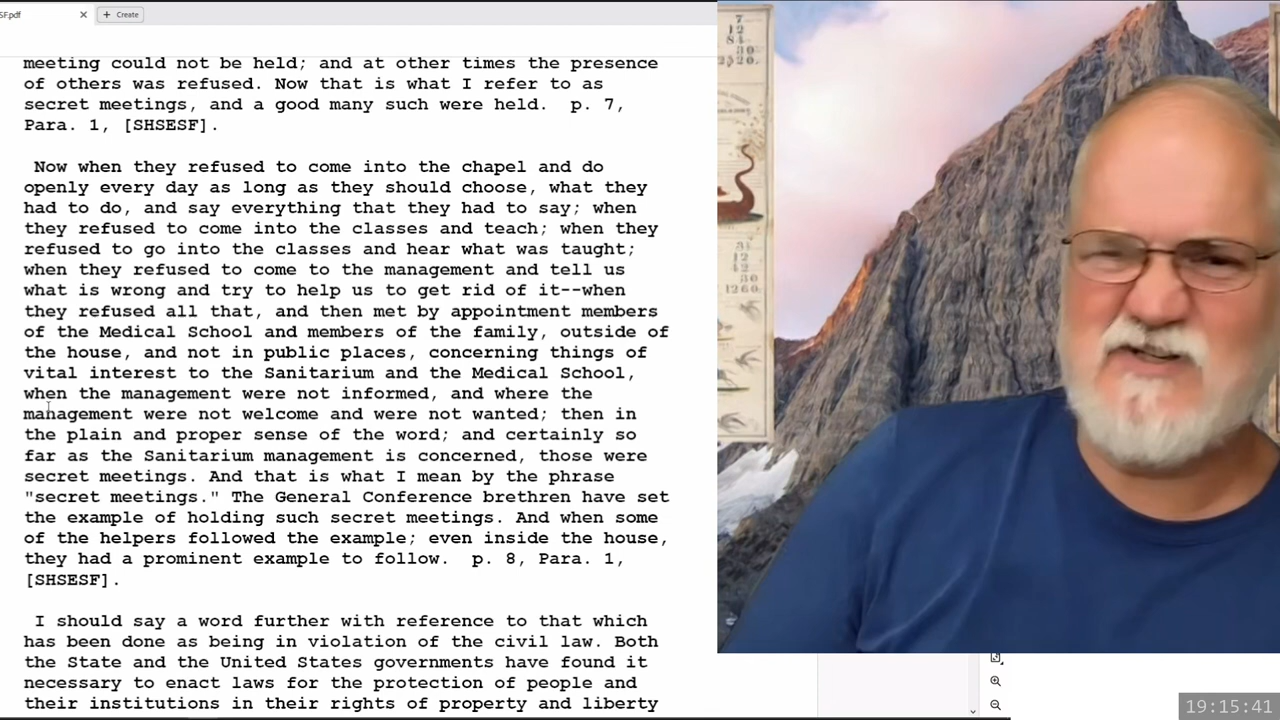 SF.pdf
Create
meeting could not be held; and at other times the presence
of others was refused. Now that is what I refer to as
secret meetings, and a good many such were held.  p. 7,
Para. 1, [SHSESF].
Now when they refused to come into the chapel and do
openly every day as long as they should choose, what they
had to do, and say everything that they had to say; when
they refused to come into the classes and teach; when they
refused to go into the classes and hear what was taught;
when they refused to come to the management and tell us
what is wrong and try to help us to get rid of it--when
they refused all that, and then met by appointment members
of the Medical School and members of the family, outside of
the house, and not in public places, concerning things of
vital interest to the Sanitarium and the Medical School,
when the management were not informed, and where the
management were not welcome and were not wanted; then in
the plain and proper sense of the word; and certainly so
far as the Sanitarium management is concerned, those were
secret meetings. And that is what I mean by the phrase
"secret meetings." The General Conference brethren have set
the example of holding such secret meetings. And when some
of the helpers followed the example; even inside the house,
they had a prominent example to follow.  p. 8, Para. 1,
[SHSESF].
I should say a word further with reference to that which
has been done as being in violation of the civil law. Both
the State and the United States governments have found it
necessary to enact laws for the protection of people and
their institutions in their rights of property and liberty
7
12
84
30
2520
12
42
30
1260
19:15:41